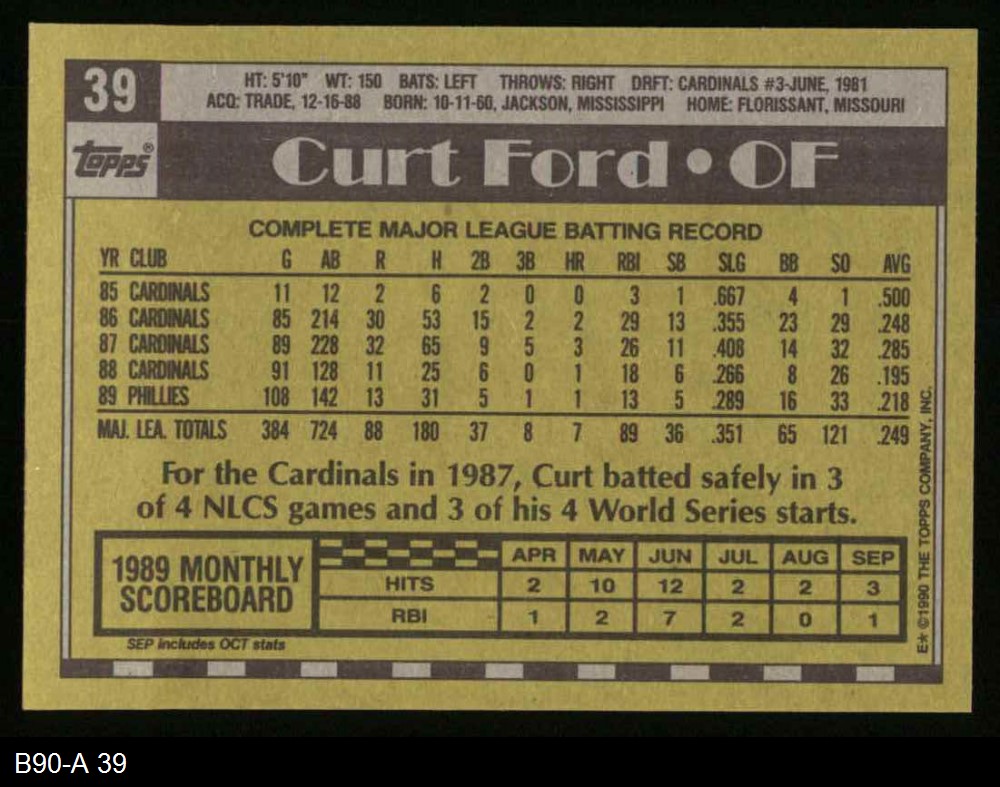 39
HT: 5'10" WT: 150 BATS: LEFT THROWS: RIGHT DRFT: CARDINALS #3-JUNE, 1981
ACQ: TRADE, 12-16-88 BORN: 10-11-60, JACKSON, MISSISSIPPI HOME: FLORISSANT, MISSOURI
topps®
Curt Ford • OF
COMPLETE MAJOR LEAGUE BATTING RECORD
YR CLUB G AB R H 2B 3B HR RBI SB SLG BB SO AVG
85 CARDINALS 11 12 2 6 2 0 0 3 1 .667 4 1 .500
86 CARDINALS 85 214 30 53 15 2 2 29 13 .355 23 29 .248
87 CARDINALS 89 228 32 65 9 5 3 26 11 .408 14 32 .285
88 CARDINALS 91 128 11 25 6 0 1 18 6 .266 8 26 .195
89 PHILLIES 108 142 13 31 5 1 1 13 5 .289 16 33 .218
MAJ. LEA. TOTALS 384 724 88 180 37 8 7 89 36 .351 65 121 .249
For the Cardinals in 1987, Curt batted safely in 3
of 4 NLCS games and 3 of his 4 World Series starts.
1989 MONTHLY
SCOREBOARD
APR MAY JUN JUL AUG SEP
HITS 2 10 12 2 2 3
RBI 1 2 7 2 0 1
SEP includes OCT stats
E* ©1990 THE TOPPS COMPANY, INC.
B90-A 39